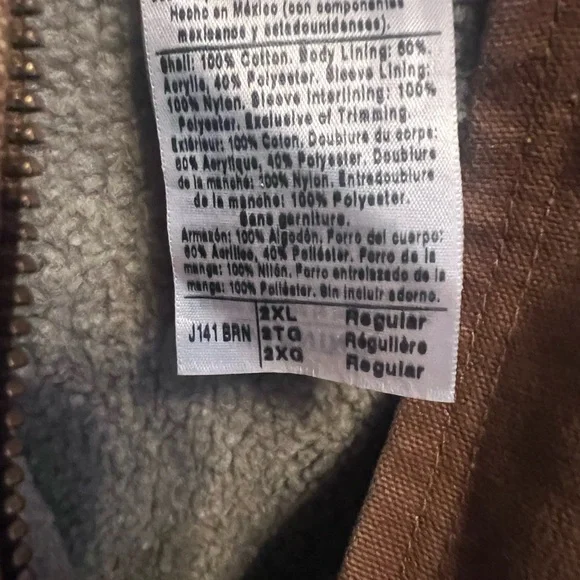 Hecho en México (con componentes
mexicanos y estadounidenses).
Shell: 100% Cotton. Body Lining: 60%
Acrylic, 40% Polyester. Sleeve Lining:
100% Nylon. Sleeve Interlining: 100%
Polyester. Exclusive of Trimming.
Extérieur: 100% Coton. Doublure du corps:
60% Acrylique, 40% Polyester. Doublure
de la manche: 100% Nylon. Entredoublure
de la manche: 100% Polyester.
Sans garniture.
Armazón: 100% Algodón. Forro del cuerpo:
60% Acrílico, 40% Poliéster. Forro de la
manga: 100% Nilón. Forro entrelazado de la
manga: 100% Poliéster. Sin incluir adorno.
2XL Regular
J141 BRN 2TG Régulière
2XG Regular